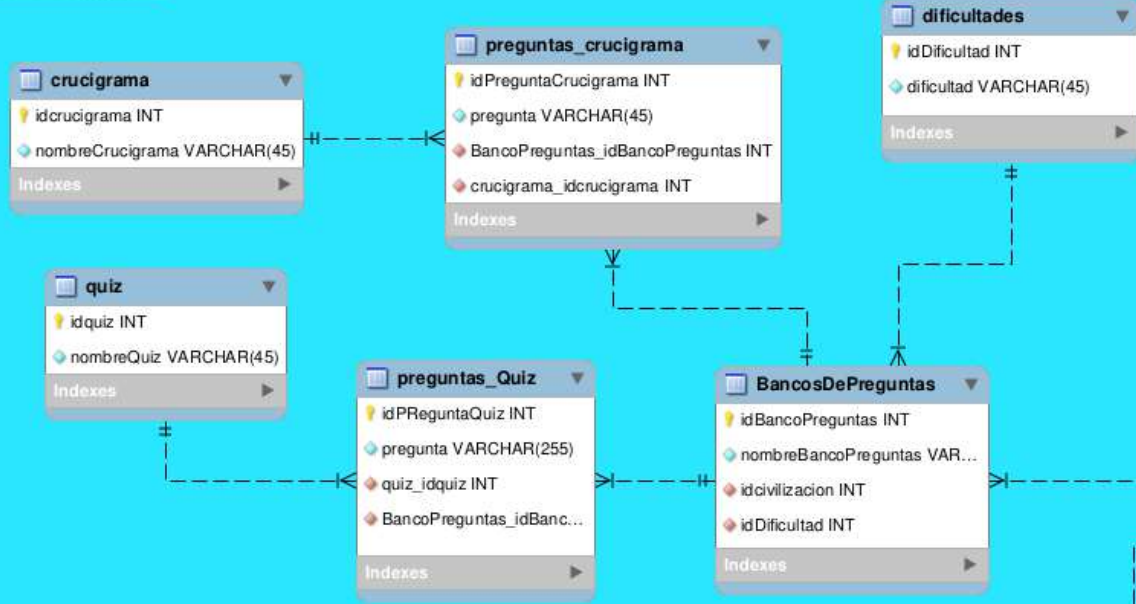 crucigrama
idcrucigrama INT
nombreCrucigrama VARCHAR(45)
Indexes
preguntas_crucigrama
idPreguntaCrucigrama INT
pregunta VARCHAR(45)
BancoPreguntas_idBancoPreguntas INT
crucigrama_idcrucigrama INT
Indexes
dificultades
idDificultad INT
dificultad VARCHAR(45)
Indexes
quiz
idquiz INT
nombreQuiz VARCHAR(45)
Indexes
preguntas_Quiz
idPReguntaQuiz INT
pregunta VARCHAR(255)
quiz_idquiz INT
BancoPreguntas_idBanc...
Indexes
BancosDePreguntas
idBancoPreguntas INT
nombreBancoPreguntas VAR...
idcivilizacion INT
idDificultad INT
Indexes